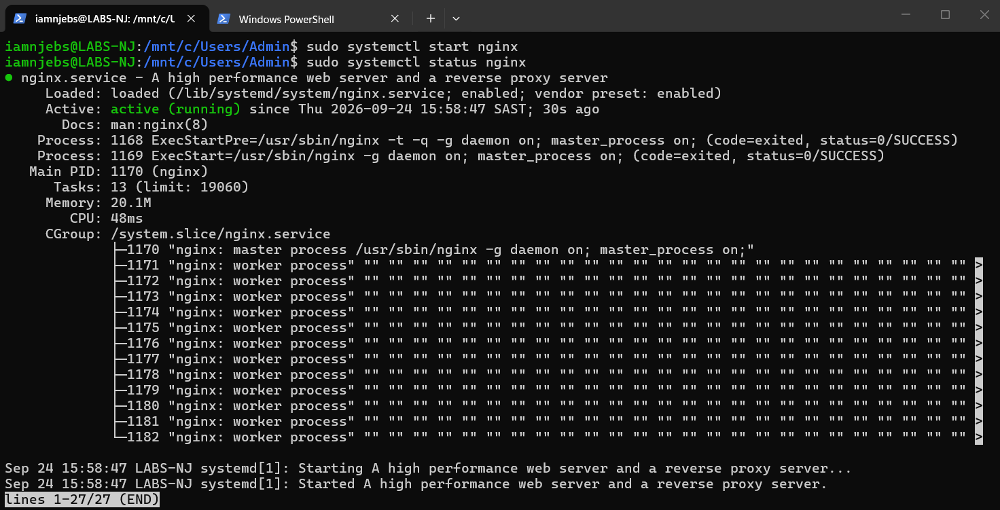 iamnjebs@LABS-NJ: /mnt/c/U
Windows PowerShell
iamnjebs@LABS-NJ:/mnt/c/Users/Admin$ sudo systemctl start nginx
iamnjebs@LABS-NJ:/mnt/c/Users/Admin$ sudo systemctl status nginx
● nginx.service - A high performance web server and a reverse proxy server
Loaded: loaded (/lib/systemd/system/nginx.service; enabled; vendor preset: enabled)
Active: active (running) since Thu 2026-09-24 15:58:47 SAST; 30s ago
Docs: man:nginx(8)
Process: 1168 ExecStartPre=/usr/sbin/nginx -t -q -g daemon on; master_process on; (code=exited, status=0/SUCCESS)
Process: 1169 ExecStart=/usr/sbin/nginx -g daemon on; master_process on; (code=exited, status=0/SUCCESS)
Main PID: 1170 (nginx)
Tasks: 13 (limit: 19060)
Memory: 20.1M
CPU: 48ms
CGroup: /system.slice/nginx.service
├─1170 "nginx: master process /usr/sbin/nginx -g daemon on; master_process on;"
├─1171 "nginx: worker process" "" "" "" "" "" "" "" "" "" "" "" "" "" "" "" "" "" "" "" "" "" "" "" "" "" >
├─1172 "nginx: worker process" "" "" "" "" "" "" "" "" "" "" "" "" "" "" "" "" "" "" "" "" "" "" "" "" "" >
├─1173 "nginx: worker process" "" "" "" "" "" "" "" "" "" "" "" "" "" "" "" "" "" "" "" "" "" "" "" "" "" >
├─1174 "nginx: worker process" "" "" "" "" "" "" "" "" "" "" "" "" "" "" "" "" "" "" "" "" "" "" "" "" "" >
├─1175 "nginx: worker process" "" "" "" "" "" "" "" "" "" "" "" "" "" "" "" "" "" "" "" "" "" "" "" "" "" >
├─1176 "nginx: worker process" "" "" "" "" "" "" "" "" "" "" "" "" "" "" "" "" "" "" "" "" "" "" "" "" "" >
├─1177 "nginx: worker process" "" "" "" "" "" "" "" "" "" "" "" "" "" "" "" "" "" "" "" "" "" "" "" "" "" >
├─1178 "nginx: worker process" "" "" "" "" "" "" "" "" "" "" "" "" "" "" "" "" "" "" "" "" "" "" "" "" "" >
├─1179 "nginx: worker process" "" "" "" "" "" "" "" "" "" "" "" "" "" "" "" "" "" "" "" "" "" "" "" "" "" >
├─1180 "nginx: worker process" "" "" "" "" "" "" "" "" "" "" "" "" "" "" "" "" "" "" "" "" "" "" "" "" "" >
├─1181 "nginx: worker process" "" "" "" "" "" "" "" "" "" "" "" "" "" "" "" "" "" "" "" "" "" "" "" "" "" >
└─1182 "nginx: worker process" "" "" "" "" "" "" "" "" "" "" "" "" "" "" "" "" "" "" "" "" "" "" "" "" "" >
Sep 24 15:58:47 LABS-NJ systemd[1]: Starting A high performance web server and a reverse proxy server...
Sep 24 15:58:47 LABS-NJ systemd[1]: Started A high performance web server and a reverse proxy server.
lines 1-27/27 (END)